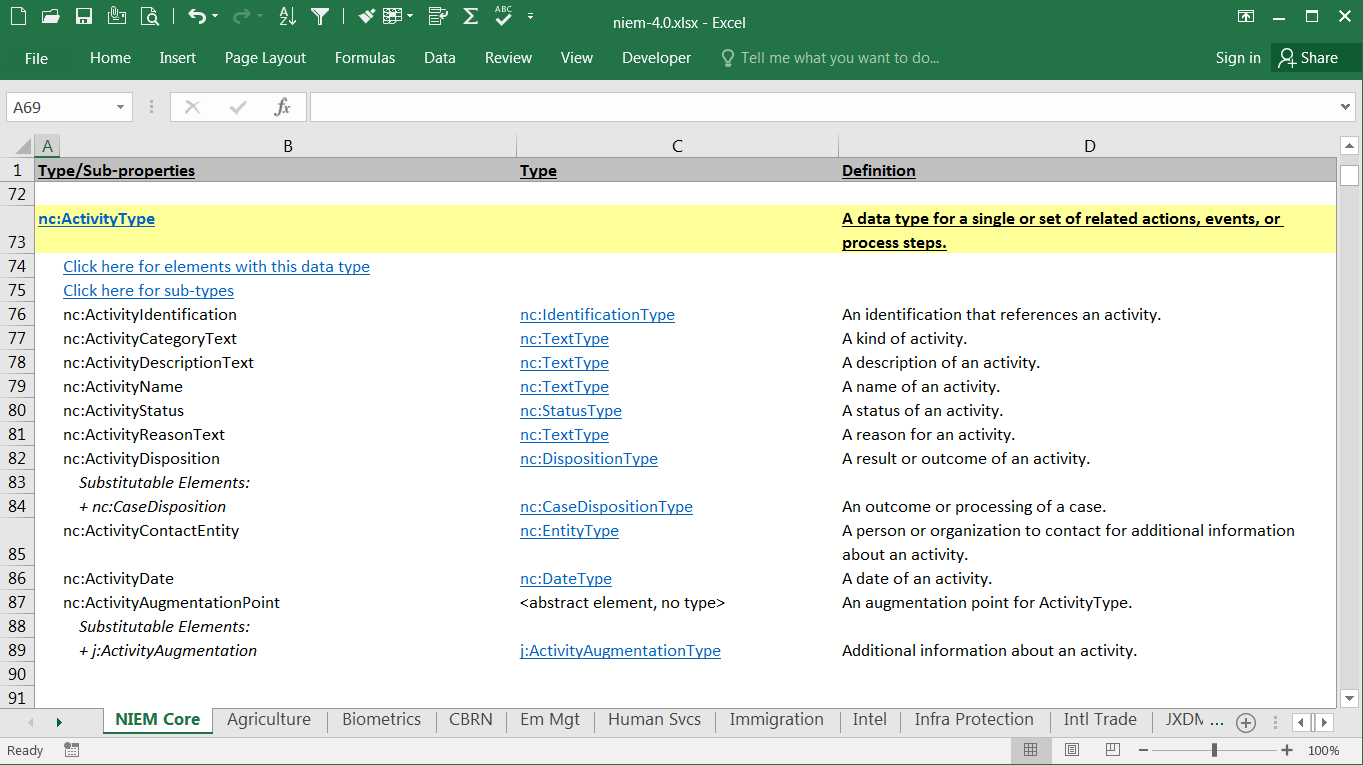 ABC
niem-4.0.xlsx - Excel
File Home Insert Page Layout Formulas Data Review View Developer Tell me what you want to do... Sign in Share
A69 fx
A B C D
1 Type/Sub-properties Type Definition
72
nc:ActivityType A data type for a single or set of related actions, events, or
73 process steps.
74 Click here for elements with this data type
75 Click here for sub-types
76 nc:ActivityIdentification nc:IdentificationType An identification that references an activity.
77 nc:ActivityCategoryText nc:TextType A kind of activity.
78 nc:ActivityDescriptionText nc:TextType A description of an activity.
79 nc:ActivityName nc:TextType A name of an activity.
80 nc:ActivityStatus nc:StatusType A status of an activity.
81 nc:ActivityReasonText nc:TextType A reason for an activity.
82 nc:ActivityDisposition nc:DispositionType A result or outcome of an activity.
83 Substitutable Elements:
84 + nc:CaseDisposition nc:CaseDispositionType An outcome or processing of a case.
nc:ActivityContactEntity nc:EntityType A person or organization to contact for additional information
85 about an activity.
86 nc:ActivityDate nc:DateType A date of an activity.
87 nc:ActivityAugmentationPoint <abstract element, no type> An augmentation point for ActivityType.
88 Substitutable Elements:
89 + j:ActivityAugmentation j:ActivityAugmentationType Additional information about an activity.
90
91
NIEM Core Agriculture Biometrics CBRN Em Mgt Human Svcs Immigration Intel Infra Protection Intl Trade JXDM ...
Ready 100%